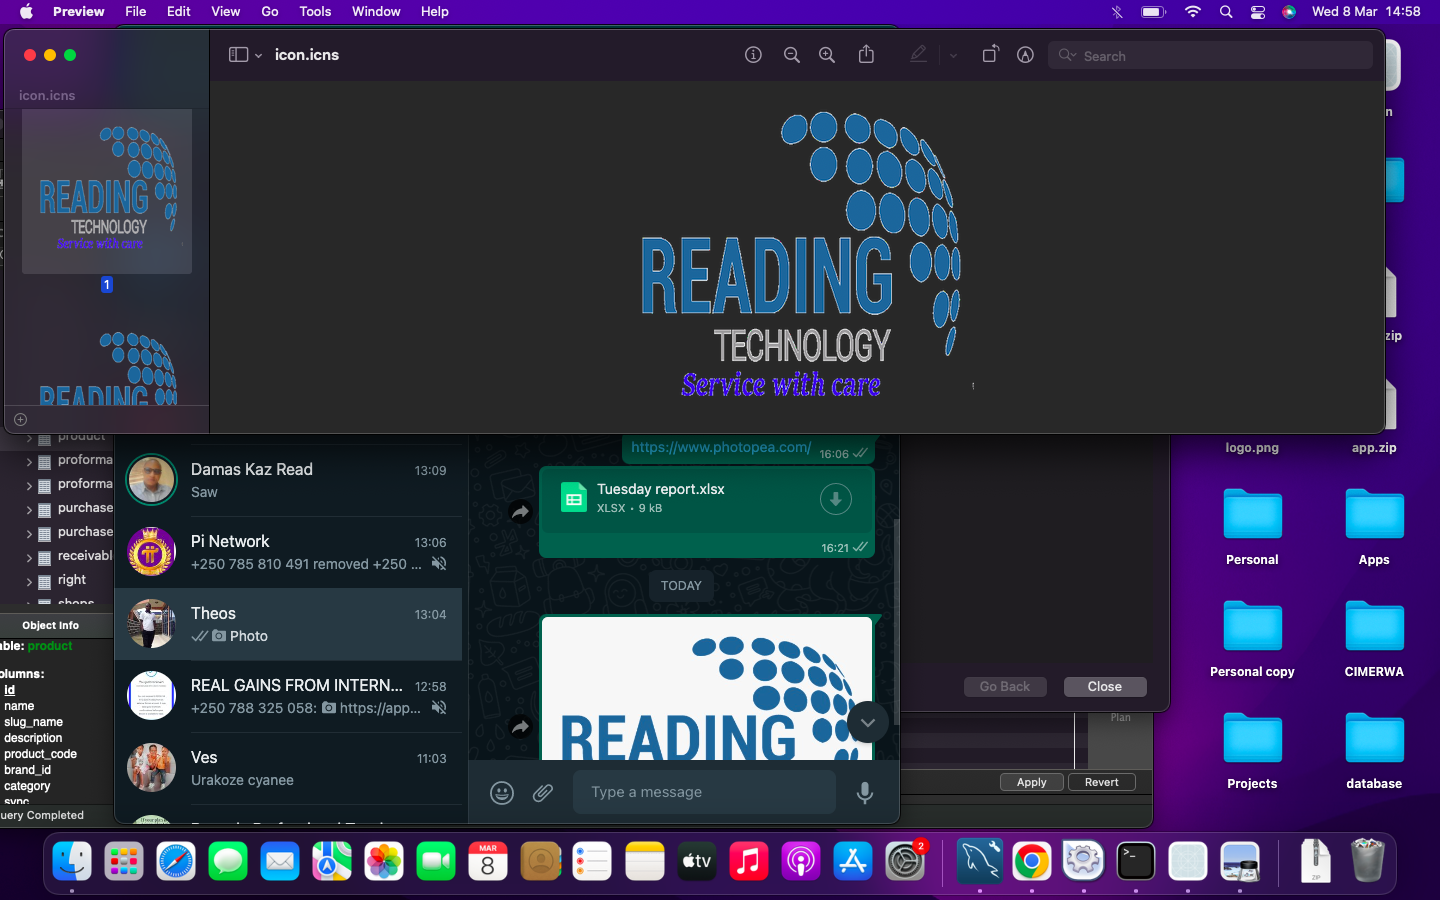 Preview File Edit View Go Tools Window Help
Wed 8 Mar 14:58
icon.icns
Search
icon.icns
READING
TECHNOLOGY
Service with care
1
READING
READING
TECHNOLOGY
Service with care
product
proforma
proforma
purchase
purchase
receivabl
right
shops
Object Info
able: product
olumns:
id
name
slug_name
description
product_code
brand_id
category
sync
uery Completed
Damas Kaz Read 13:09
Saw
Pi Network 13:06
+250 785 810 491 removed +250 ...
Theos 13:04
Photo
REAL GAINS FROM INTERN... 12:58
+250 788 325 058: https://app...
Ves 11:03
Urakoze cyanee
https://www.photopea.com/ 16:06
Tuesday report.xlsx
XLSX • 9 kB
16:21
TODAY
READING
Type a message
Go Back Close
Plan
Apply Revert
n
zip
logo.png app.zip
Personal Apps
Personal copy CIMERWA
Projects database
MAR
8
tv
2
ZIP